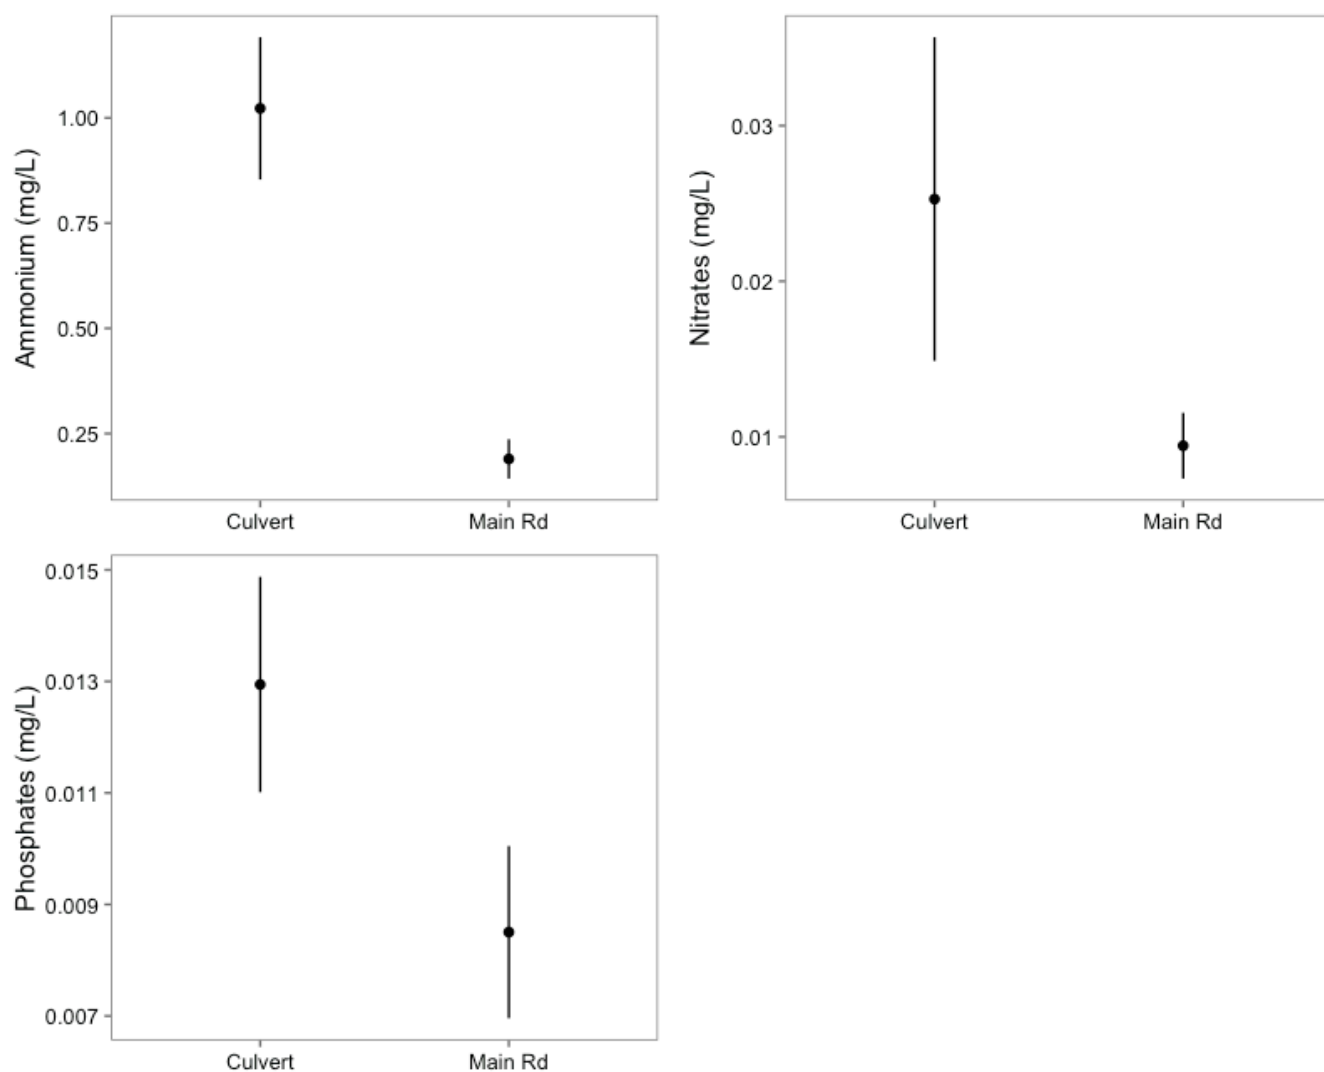 Ammonium (mg/L)
1.00
0.75
0.50
0.25
Culvert Main Rd
Nitrates (mg/L)
0.03
0.02
0.01
Culvert Main Rd
Phosphates (mg/L)
0.015
0.013
0.011
0.009
0.007
Culvert Main Rd